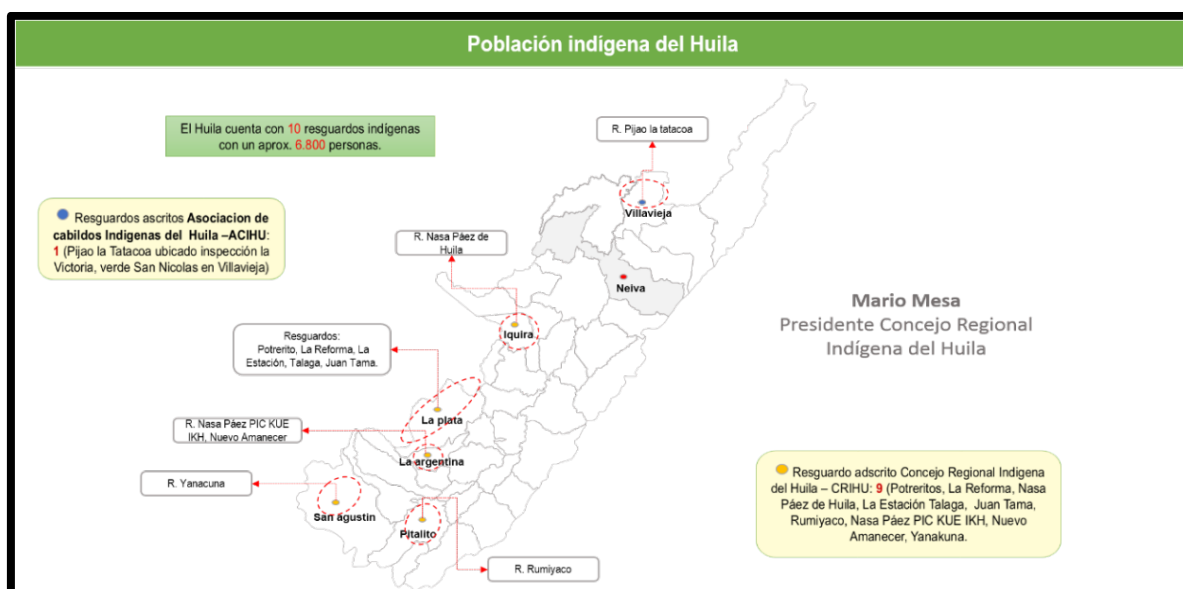 Población indígena del Huila
El Huila cuenta con 10 resguardos indígenas
con un aprox. 6.800 personas.
R. Pijao la tatacoa
Resguardos ascritos Asociacion de
cabildos Indigenas del Huila –ACIHU:
1 (Pijao la Tatacoa ubicado inspección la
Victoria, verde San Nicolas en Villavieja)
Villavieja
R. Nasa Páez de
Huila
Neiva
Mario Mesa
Presidente Concejo Regional
Indígena del Huila
Iquira
Resguardos:
Potrerito, La Reforma, La
Estación, Talaga, Juan Tama.
La plata
R. Nasa Páez PIC KUE
IKH, Nuevo Amanecer
La argentina
R. Yanacuna
San agustin
Pitalito
R. Rumiyaco
Resguardo adscrito Concejo Regional Indígena
del Huila – CRIHU: 9 (Potreritos, La Reforma, Nasa
Páez de Huila, La Estación Talaga, Juan Tama,
Rumiyaco, Nasa Páez PIC KUE IKH, Nuevo
Amanecer, Yanakuna.